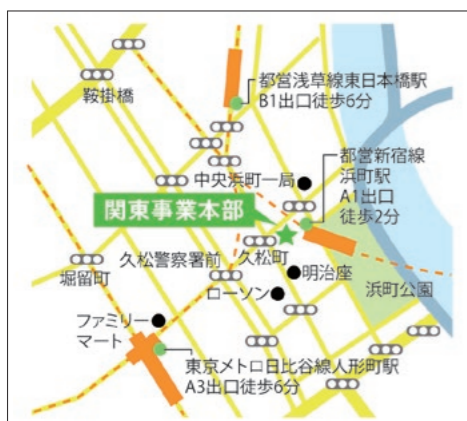 都営浅草線東日本橋駅
B1出口徒歩6分
鞍掛橋
都営新宿線
浜町駅
A1出口
徒歩2分
中央浜町一局
関東事業本部
久松警察署前
久松町
明治座
浜町公園
堀留町
ローソン
ファミリー
マート
東京メトロ日比谷線人形町駅
A3出口徒歩6分